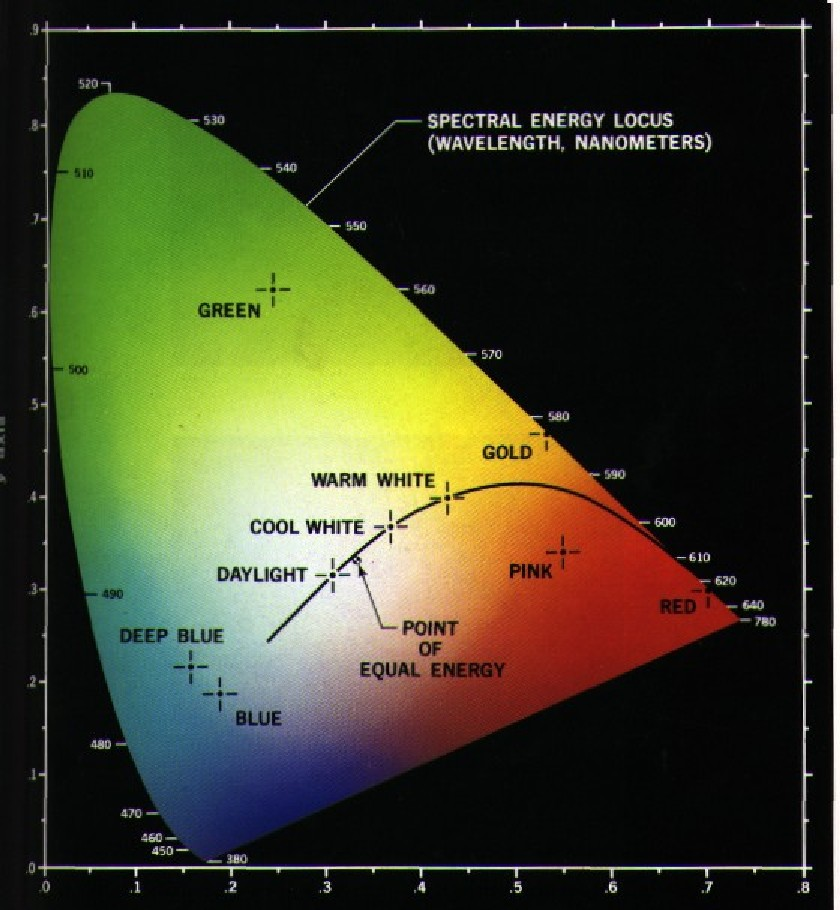 .9
520
530
.8
SPECTRAL ENERGY LOCUS
(WAVELENGTH, NANOMETERS)
540
510
.7
550
560
GREEN
.6
570
500
.5
580
GOLD
590
WARM WHITE
.4
COOL WHITE
600
610
DAYLIGHT
PINK
620
.3
490
RED
640
780
DEEP BLUE
POINT
OF
EQUAL ENERGY
.2
BLUE
480
.1
470
460
450
380
.0
.0 .1 .2 .3 .4 .5 .6 .7 .8